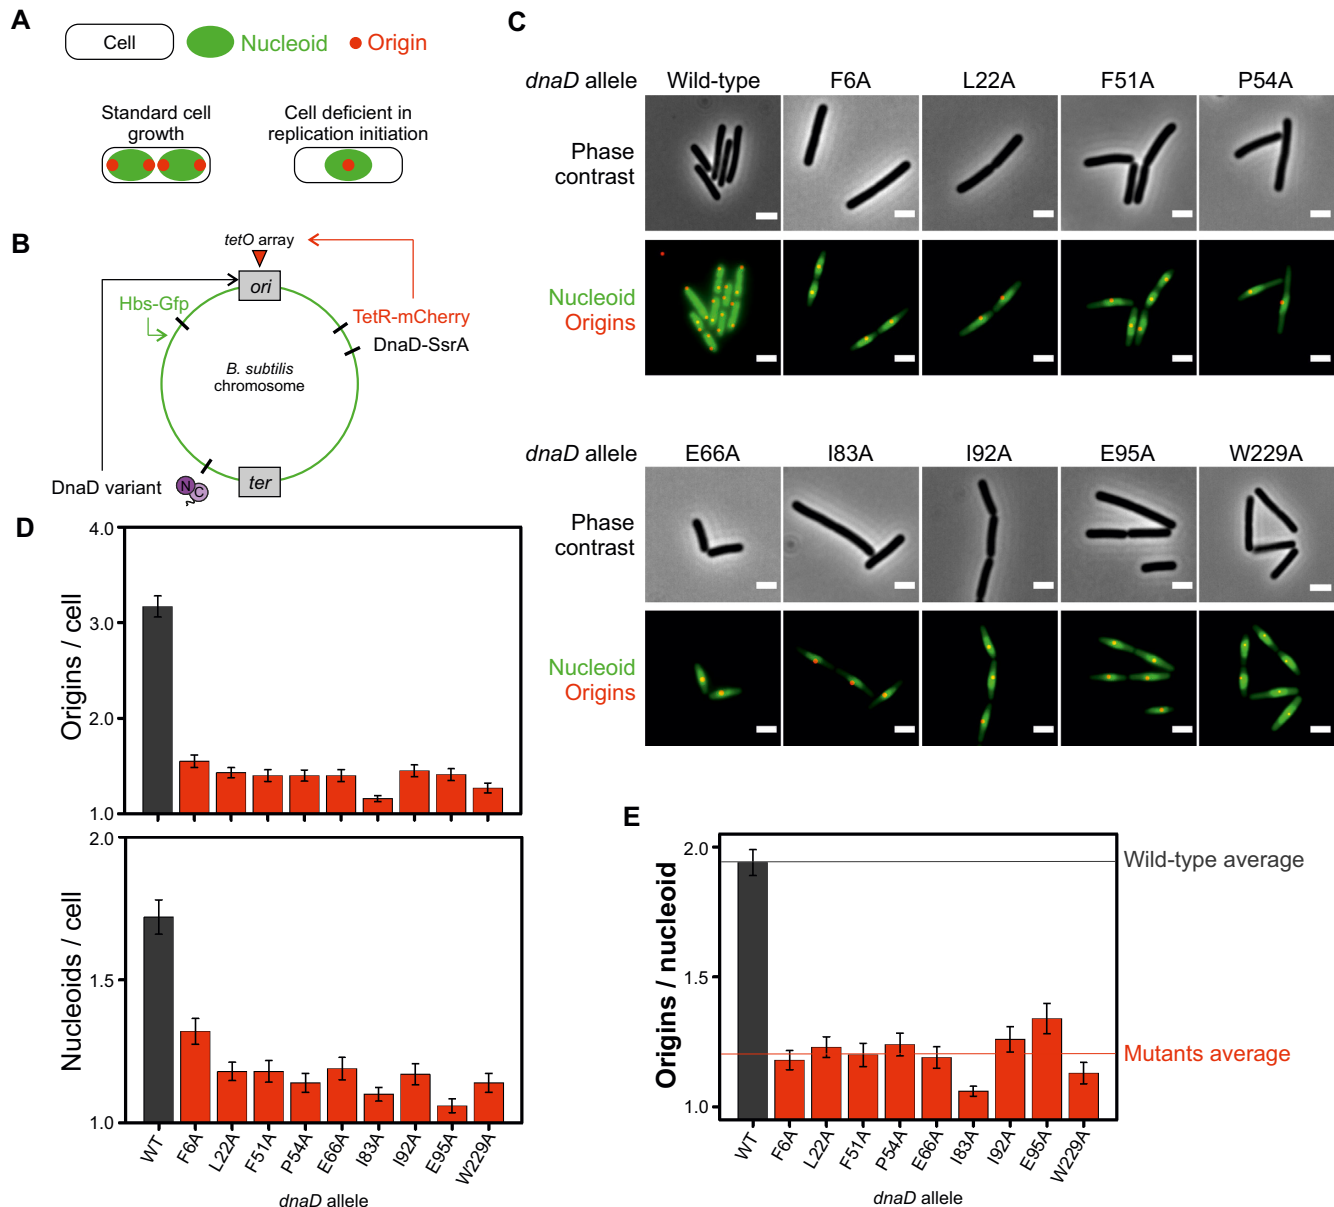 A
Cell
Nucleoid
Origin
Standard cell
growth
Cell deficient in
replication initiation
B
tetO array
ori
Hbs-Gfp
TetR-mCherry
DnaD-SsrA
B. subtilis
chromosome
DnaD variant
N
C
ter
C
dnaD allele
Wild-type
F6A
L22A
F51A
P54A
Phase
contrast
Nucleoid
Origins
dnaD allele
E66A
I83A
I92A
E95A
W229A
Phase
contrast
Nucleoid
Origins
D
Origins / cell
4.0
3.0
2.0
1.0
Nucleoids / cell
2.0
1.5
1.0
WT
F6A
L22A
F51A
P54A
E66A
I83A
I92A
E95A
W229A
dnaD allele
E
Origins / nucleoid
2.0
1.5
1.0
Wild-type average
Mutants average
WT
F6A
L22A
F51A
P54A
E66A
I83A
I92A
E95A
W229A
dnaD allele